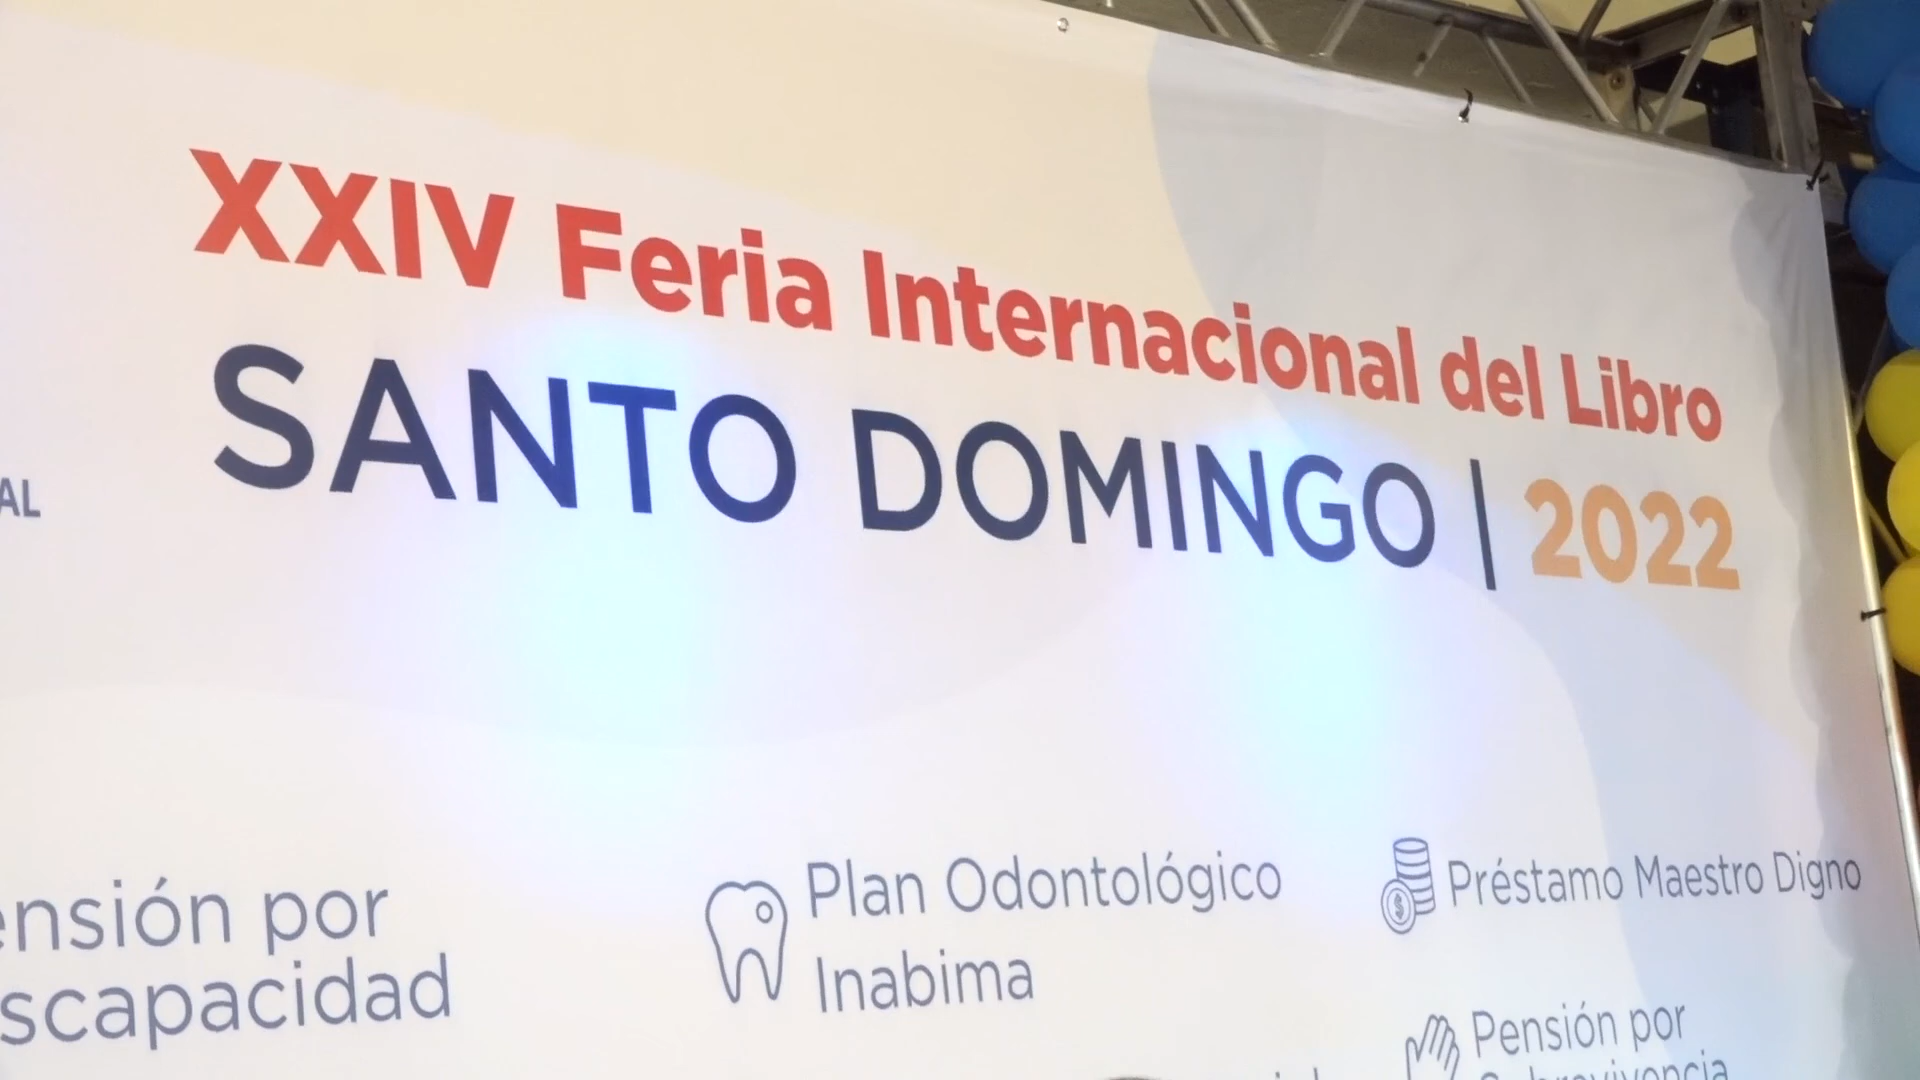 XXIV Feria Internacional del Libro
SANTO DOMINGO | 2022
AL
ensión por
scapacidad
Plan Odontológico
Inabima
Préstamo Maestro Digno
Pensión por